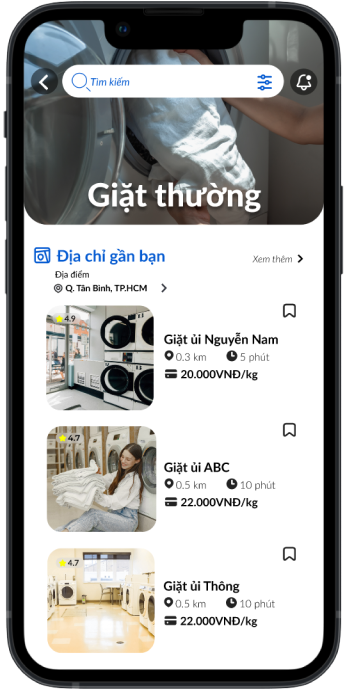 Tìm kiếm
Giặt thường
Địa chỉ gần bạn
Xem thêm
Địa điểm
Q. Tân Bình, TP.HCM
4.9
Giặt ủi Nguyễn Nam
0.3 km 5 phút
20.000VNĐ/kg
4.7
Giặt ủi ABC
0.5 km 10 phút
22.000VNĐ/kg
4.7
Giặt ủi Thông
0.5 km 10 phút
22.000VNĐ/kg